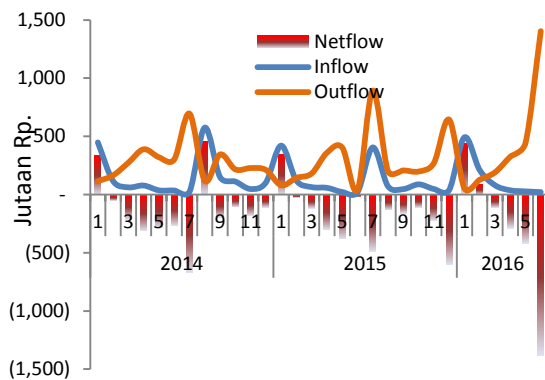 1,500
1,000
500
-
(500)
(1,000)
(1,500)
Jutaan Rp.
Netflow
Inflow
Outflow
1 3 5 7 9 11 1 3 5 7 9 11 1 3 5
2014 2015 2016